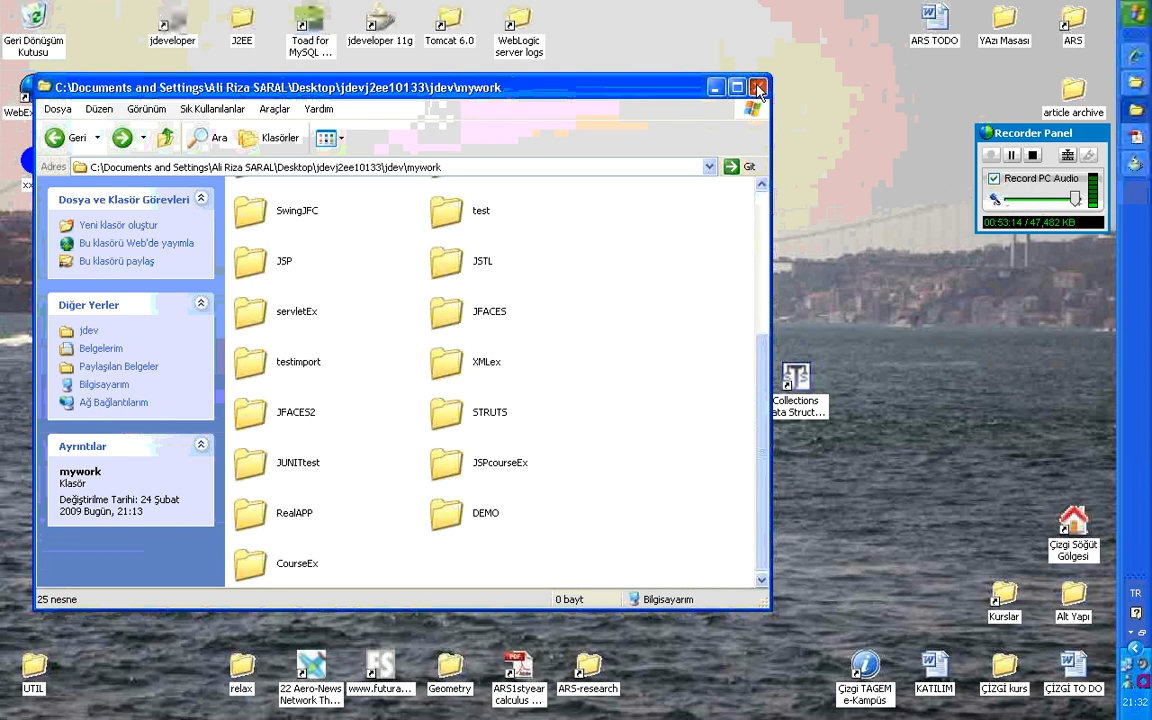 Geri Dönüşüm
Kutusu
jdeveloper
J2EE
Toad for
MySQL ...
jdeveloper 11g
Tomcat 6.0
WebLogic
server logs
ARS TODO
YAzı Masası
ARS
C:\Documents and Settings\Ali Riza SARAL\Desktop\jdevj2ee10133\jdev\mywork
Dosya Düzen Görünüm Sık Kullanılanlar Araçlar Yardım
Geri Ara Klasörler
Adres C:\Documents and Settings\Ali Riza SARAL\Desktop\jdevj2ee10133\jdev\mywork Git
Dosya ve Klasör Görevleri
Yeni klasör oluştur
Bu klasörü Web'de yayımla
Bu klasörü paylaş
Diğer Yerler
jdev
Belgelerim
Paylaşılan Belgeler
Bilgisayarım
Ağ Bağlantılarım
Ayrıntılar
mywork
Klasör
Değiştirilme Tarihi: 24 Şubat
2009 Bugün, 21:13
SwingJFC test
JSP JSTL
servletEx JFACES
testimport XMLex
JFACES2 STRUTS
JUNITtest JSPcourseEx
RealAPP DEMO
CourseEx
25 nesne 0 bayt Bilgisayarım
article archive
Recorder Panel
Record PC Audio
00:53:14 / 47,482 KB
Collections
ata Struct...
Çizgi Söğüt
Gölgesi
Kurslar
Alt Yapı
UTIL
relax
22 Aero-News
Network Th...
www.futura...
Geometry
ARS1styear
calculus ...
ARS-research
Çizgi TAGEM
e-Kampüs
KATILIM
ÇİZGİ kurs
ÇİZGİ TO DO
TR
21:32